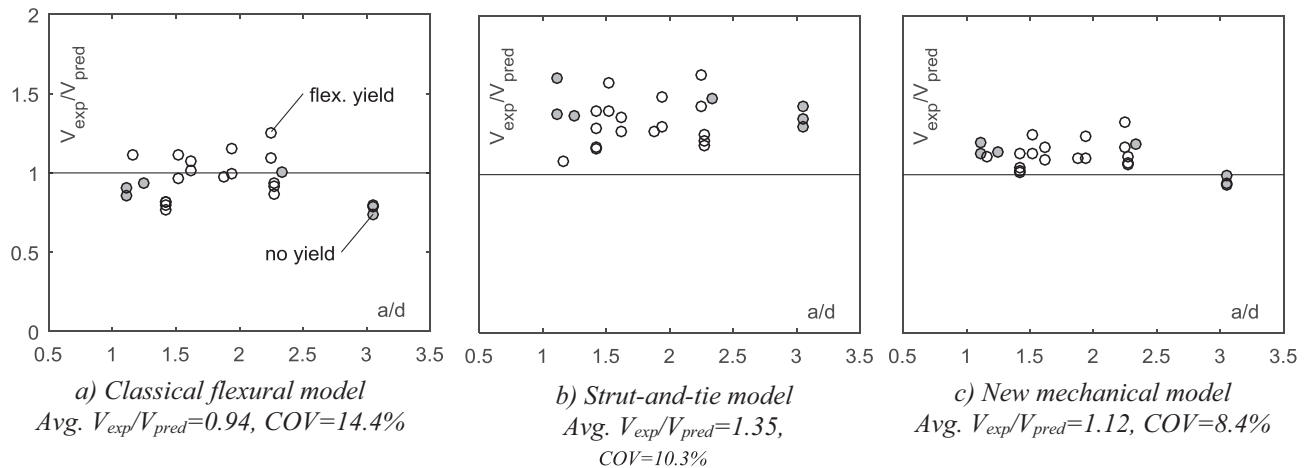 2
1.5
1
0.5
0
V_exp/V_pred
flex. yield
no yield
a/d
0.5 1 1.5 2 2.5 3 3.5
a) Classical flexural model
Avg. V_exp/V_pred=0.94, COV=14.4%
V_exp/V_pred
a/d
0.5 1 1.5 2 2.5 3 3.5
b) Strut-and-tie model
Avg. V_exp/V_pred=1.35,
COV=10.3%
V_exp/V_pred
a/d
0.5 1 1.5 2 2.5 3 3.5
c) New mechanical model
Avg. V_exp/V_pred=1.12, COV=8.4%